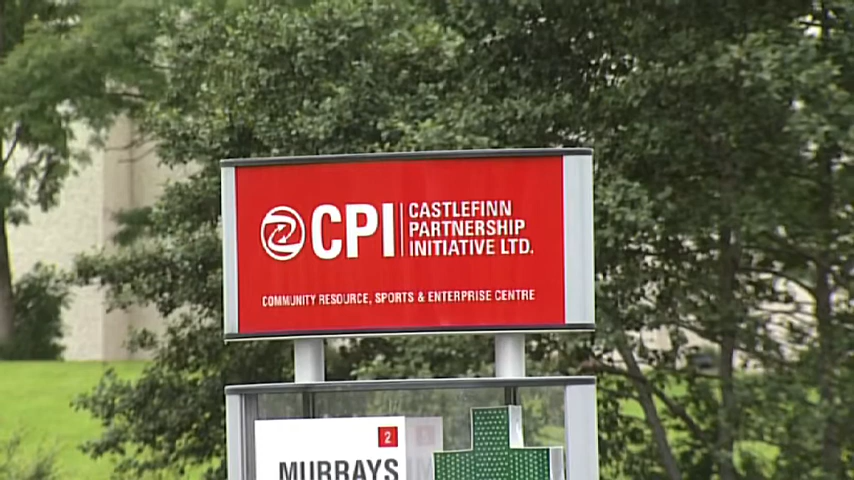 CPI
CASTLEFINN
PARTNERSHIP
INITIATIVE LTD.
COMMUNITY RESOURCE, SPORTS & ENTERPRISE CENTRE
2
MURRAYS